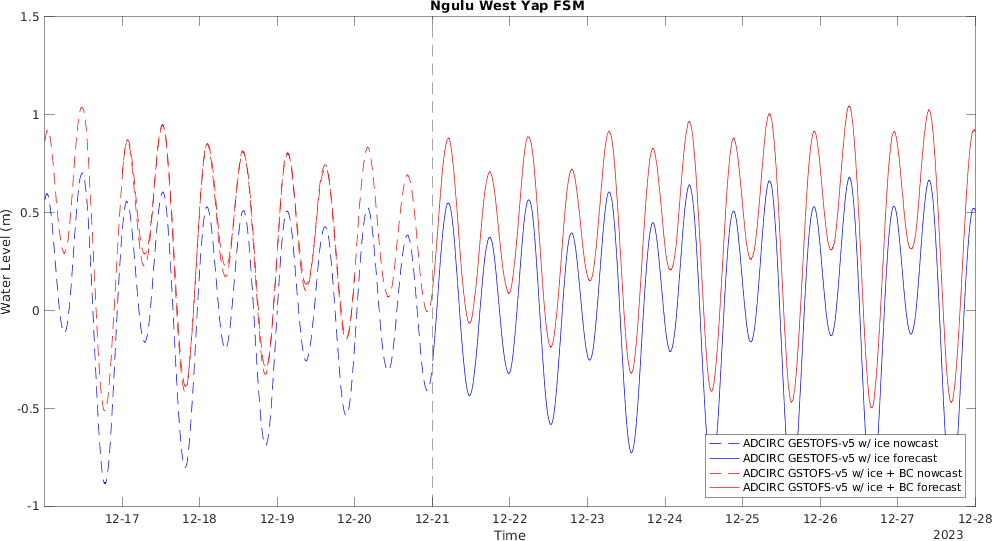 Ngulu West Yap FSM
1.5
1
0.5
0
-0.5
-1
Water Level (m)
12-17 12-18 12-19 12-20 12-21 12-22 12-23 12-24 12-25 12-26 12-27 12-28
Time
2023
ADCIRC GESTOFS-v5 w/ ice nowcast
ADCIRC GESTOFS-v5 w/ ice forecast
ADCIRC GSTOFS-v5 w/ ice + BC nowcast
ADCIRC GSTOFS-v5 w/ ice + BC forecast